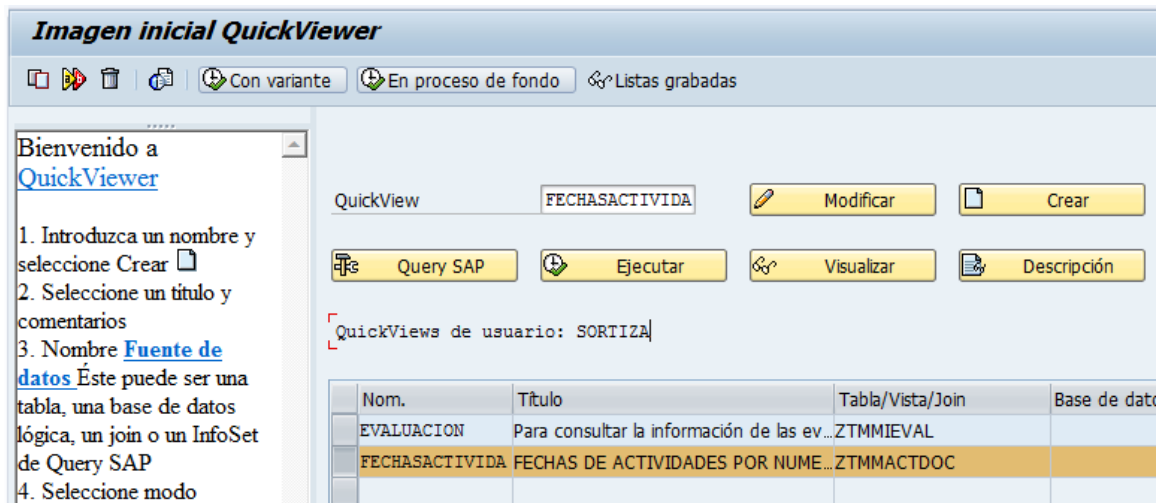 Imagen inicial QuickViewer
Con variante En proceso de fondo Listas grabadas
Bienvenido a
QuickViewer
1. Introduzca un nombre y
seleccione Crear
2. Seleccione un título y
comentarios
3. Nombre Fuente de
datos Éste puede ser una
tabla, una base de datos
lógica, un join o un InfoSet
de Query SAP
4. Seleccione modo
QuickView FECHASACTIVIDA Modificar Crear
Query SAP Ejecutar Visualizar Descripción
QuickViews de usuario: SORTIZA
Nom. Título Tabla/Vista/Join Base de dato
EVALUACION Para consultar la información de las ev... ZTMMIEVAL
FECHASACTIVIDA FECHAS DE ACTIVIDADES POR NUME... ZTMMACTDOC